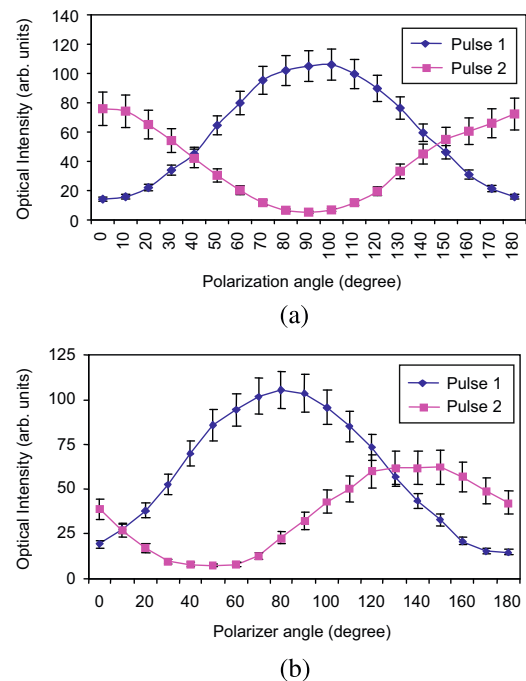 140
120
100
80
60
40
20
0
Optical Intensity (arb. units)
Pulse 1
Pulse 2
0 10 20 30 40 50 60 70 80 90 100 110 120 130 140 150 160 170 180
Polarization angle (degree)
(a)
125
100
75
50
25
0
Optical Intensity (arb. units)
Pulse 1
Pulse 2
0 20 40 60 80 100 120 140 160 180
Polarizer angle (degree)
(b)